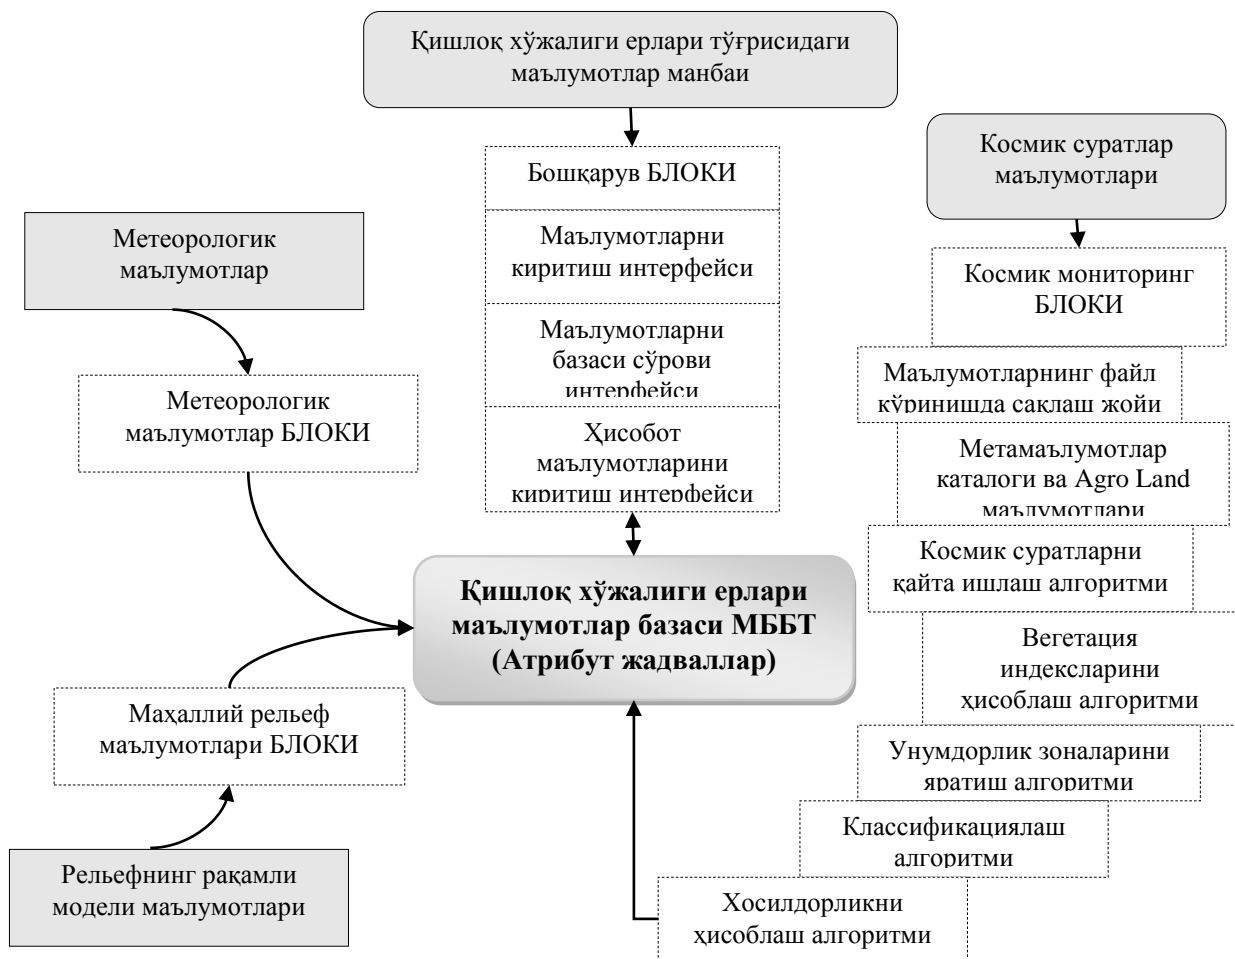 Қишлоқ хўжалиги ерлари тўғрисидаги
маълумотлар манбаи
Космик суратлар
маълумотлари
Бошқарув БЛОКИ
Метеорологик
маълумотлар
Маълумотларни
киритиш интерфейси
Космик мониторинг
БЛОКИ
Маълумотларни
базаси сўрови
интерфейси
Маълумотларнинг файл
кўринишда сақлаш жойи
Метеорологик
маълумотлар БЛОКИ
Ҳисобот
маълумотларини
киритиш интерфейси
Метамаълумотлар
каталоги ва Agro Land
маълумотлари
Космик суратларни
қайта ишлаш алгоритми
Қишлоқ хўжалиги ерлари
маълумотлар базаси МББТ
(Атрибут жадваллар)
Вегетация
индексларини
ҳисоблаш алгоритми
Маҳаллий рельеф
маълумотлари БЛОКИ
Унумдорлик зоналарини
яратиш алгоритми
Классификациялаш
алгоритми
Рельефнинг рақамли
модели маълумотлари
Хосилдорликни
ҳисоблаш алгоритми